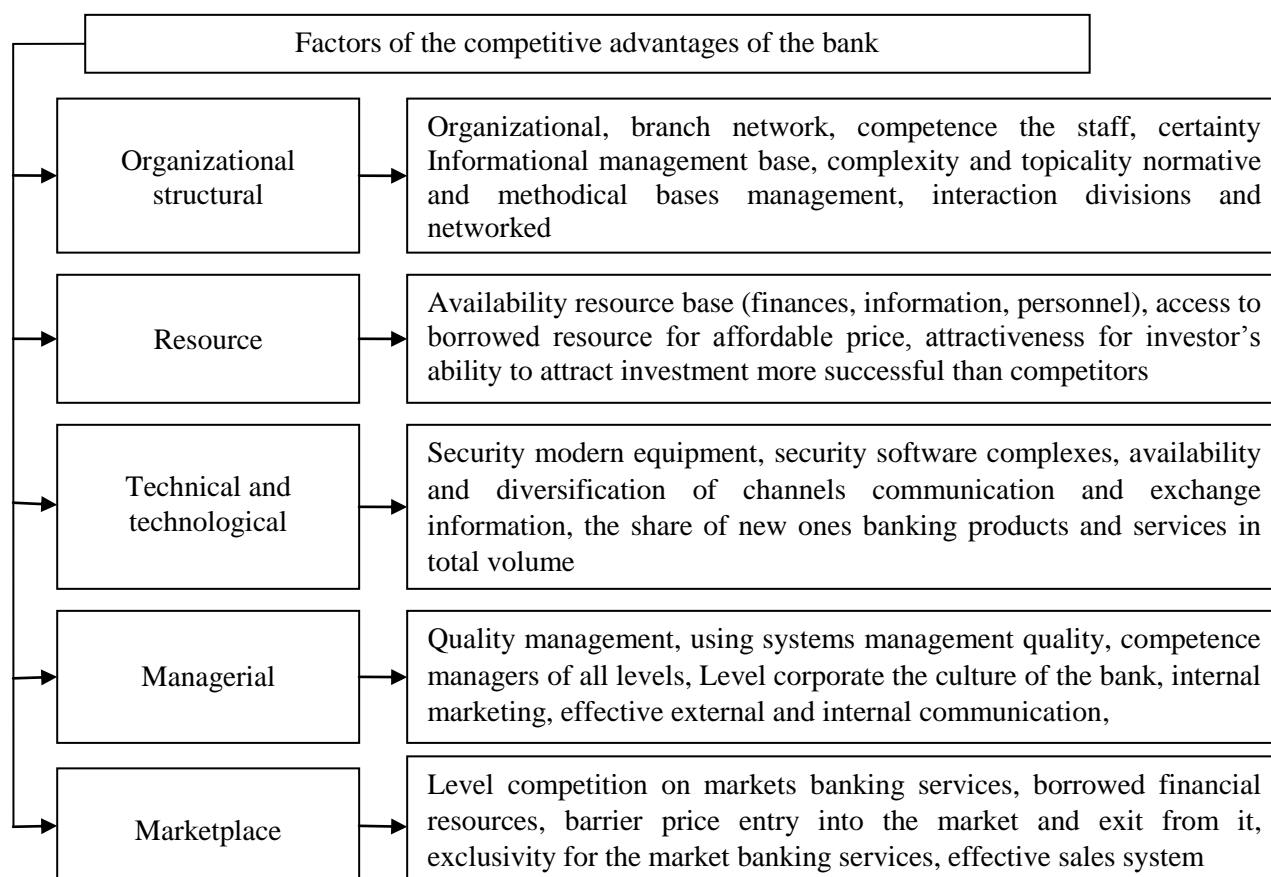 Factors of the competitive advantages of the bank
Organizational
structural
Organizational, branch network, competence the staff, certainty
Informational management base, complexity and topicality normative
and methodical bases management, interaction divisions and
networked
Resource
Availability resource base (finances, information, personnel), access to
borrowed resource for affordable price, attractiveness for investor’s
ability to attract investment more successful than competitors
Technical and
technological
Security modern equipment, security software complexes, availability
and diversification of channels communication and exchange
information, the share of new ones banking products and services in
total volume
Managerial
Quality management, using systems management quality, competence
managers of all levels, Level corporate the culture of the bank, internal
marketing, effective external and internal communication,
Marketplace
Level competition on markets banking services, borrowed financial
resources, barrier price entry into the market and exit from it,
exclusivity for the market banking services, effective sales system